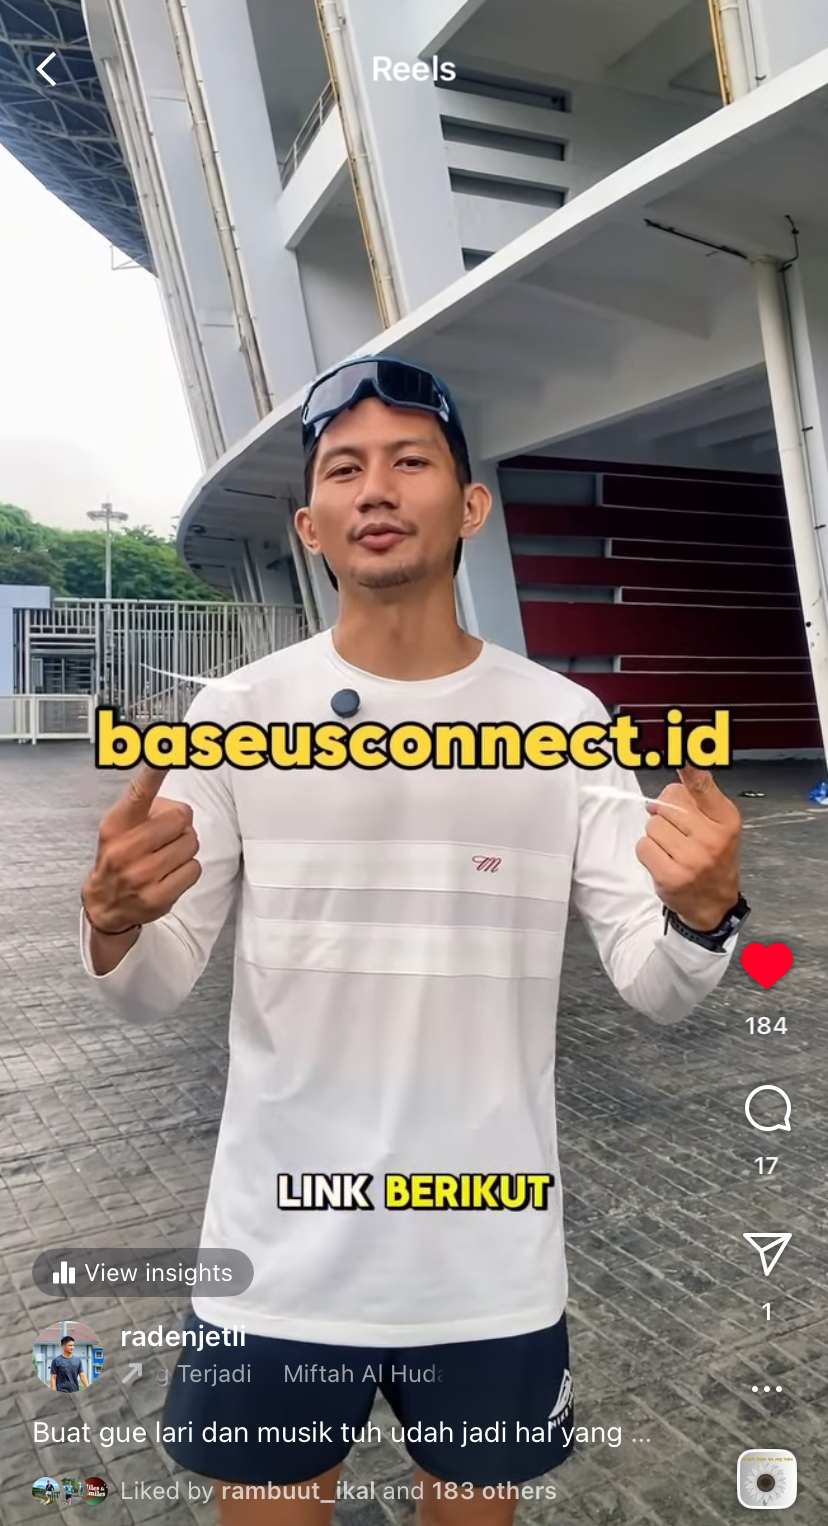 Reels
baseusconnect.id
m
184
17
LINK BERIKUT
View insights
1
radenjetli
g Terjadi Miftah Al Huda
Buat gue lari dan musik tuh udah jadi hal yang ...
Liked by rambuut_ikal and 183 others